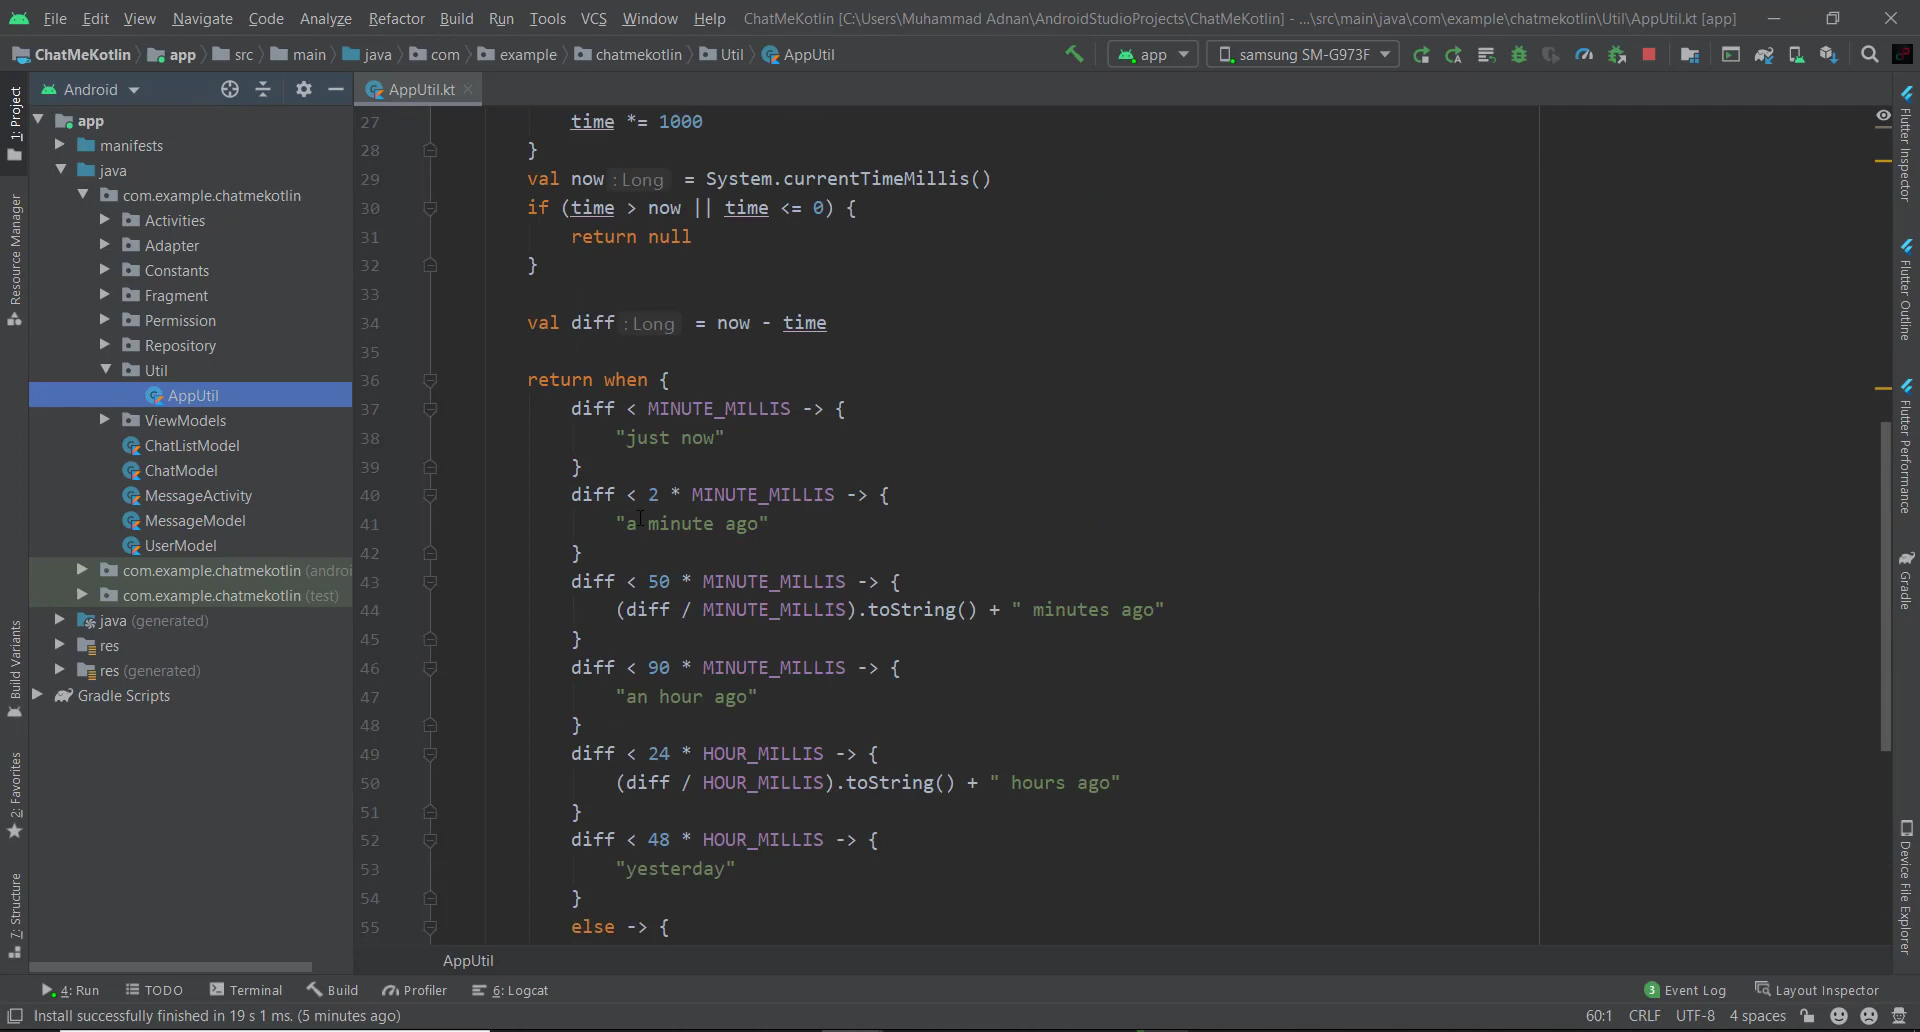 File Edit View Navigate Code Analyze Refactor Build Run Tools VCS Window Help ChatMeKotlin [C:\Users\Muhammad Adnan\AndroidStudioProjects\ChatMeKotlin] - ...\src\main\java\com\example\chatmekotlin\Util\AppUtil.kt [app]
ChatMeKotlin app src main java com example chatmekotlin Util AppUtil app samsung SM-G973F
Android
AppUtil.kt
1: Project
Resource Manager
Build Variants
2: Favorites
7: Structure
app
manifests
java
com.example.chatmekotlin
Activities
Adapter
Constants
Fragment
Permission
Repository
Util
AppUtil
ViewModels
ChatListModel
ChatModel
MessageActivity
MessageModel
UserModel
com.example.chatmekotlin (androi
com.example.chatmekotlin (test)
java (generated)
res
res (generated)
Gradle Scripts
27 time *= 1000
28 }
29 val now : Long = System.currentTimeMillis()
30 if (time > now || time <= 0) {
31 return null
32 }
33
34 val diff : Long = now - time
35
36 return when {
37 diff < MINUTE_MILLIS -> {
38 "just now"
39 }
40 diff < 2 * MINUTE_MILLIS -> {
41 "a minute ago"
42 }
43 diff < 50 * MINUTE_MILLIS -> {
44 (diff / MINUTE_MILLIS).toString() + " minutes ago"
45 }
46 diff < 90 * MINUTE_MILLIS -> {
47 "an hour ago"
48 }
49 diff < 24 * HOUR_MILLIS -> {
50 (diff / HOUR_MILLIS).toString() + " hours ago"
51 }
52 diff < 48 * HOUR_MILLIS -> {
53 "yesterday"
54 }
55 else -> {
AppUtil
Flutter Inspector
Flutter Outline
Flutter Performance
Gradle
Device File Explorer
4: Run TODO Terminal Build Profiler 6: Logcat 3 Event Log Layout Inspector
Install successfully finished in 19 s 1 ms. (5 minutes ago) 60:1 CRLF UTF-8 4 spaces